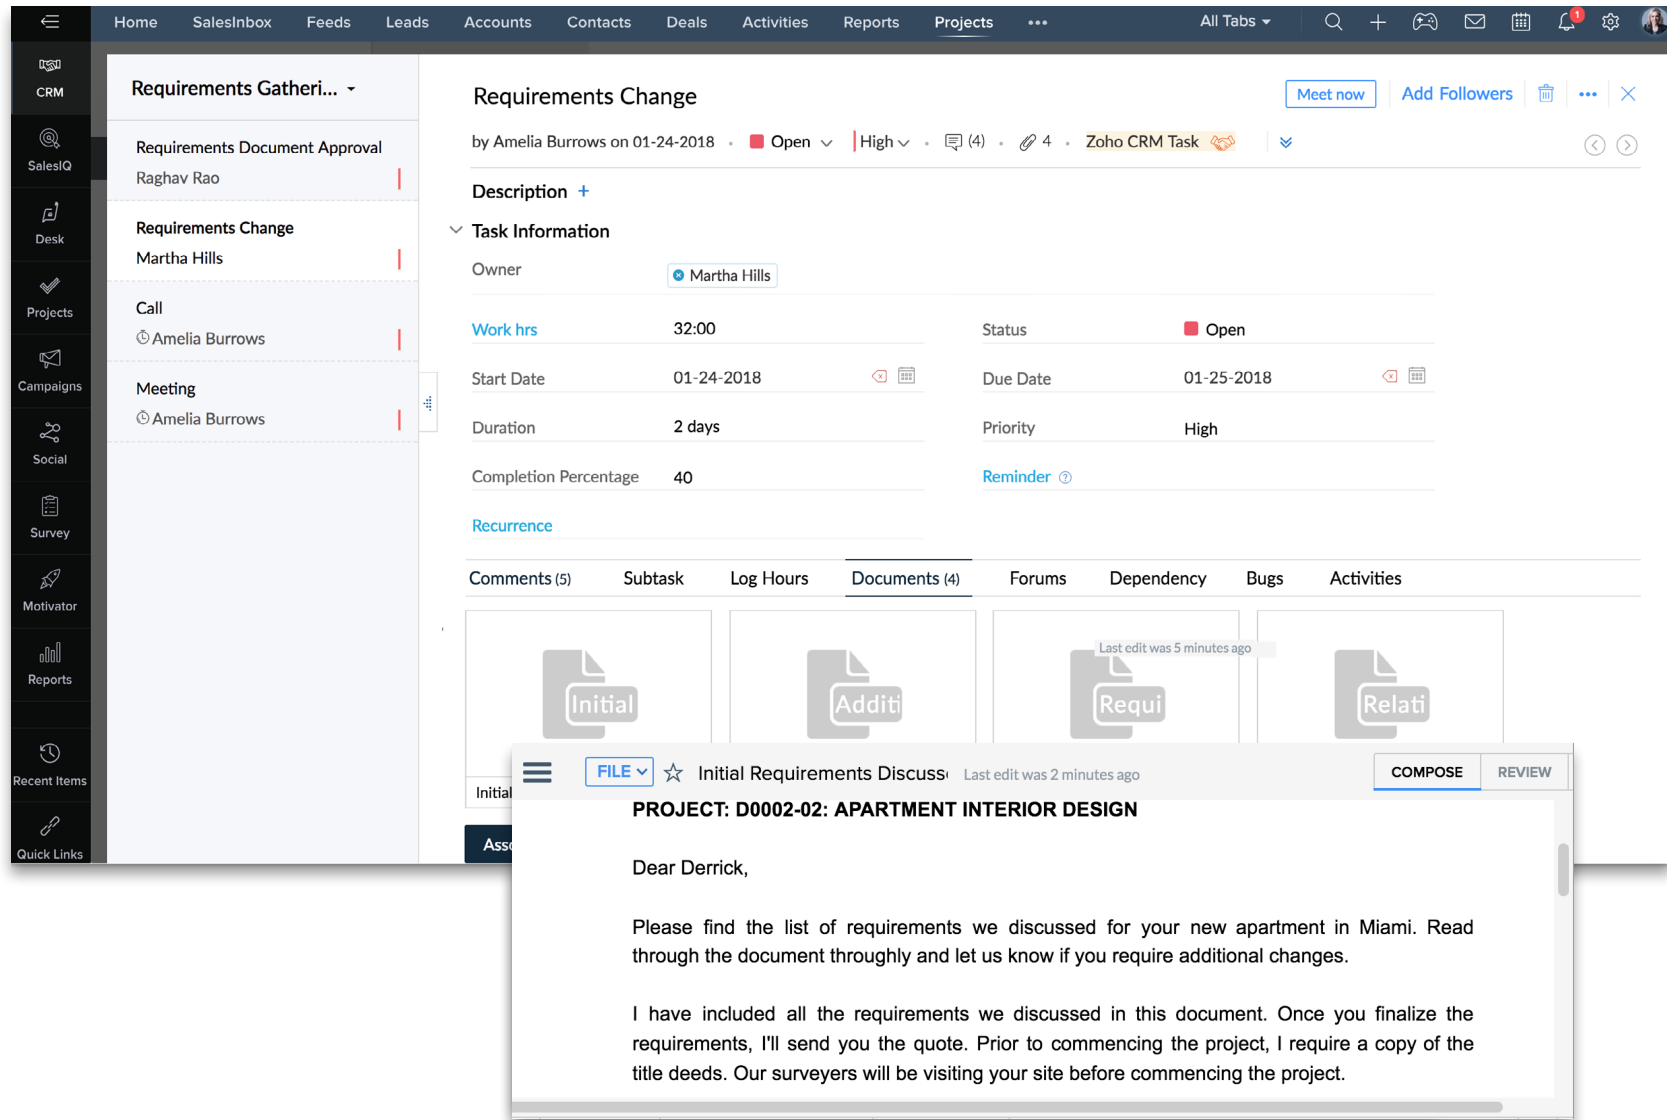 Home SalesInbox Feeds Leads Accounts Contacts Deals Activities Reports Projects ••• All Tabs 1
CRM
SalesIQ
Desk
Projects
Campaigns
Social
Survey
Motivator
Reports
Recent Items
Quick Links
Requirements Gatheri...
Requirements Document Approval
Raghav Rao
Requirements Change
Martha Hills
Call
Amelia Burrows
Meeting
Amelia Burrows
Requirements Change
Meet now Add Followers
by Amelia Burrows on 01-24-2018 Open High (4) 4 Zoho CRM Task
Description +
Task Information
Owner Martha Hills
Work hrs 32:00 Status Open
Start Date 01-24-2018 Due Date 01-25-2018
Duration 2 days Priority High
Completion Percentage 40 Reminder ?
Recurrence
Comments (5) Subtask Log Hours Documents (4) Forums Dependency Bugs Activities
Last edit was 5 minutes ago
Initial Additi Requi Relati
Initial
Asso
FILE Initial Requirements Discuss Last edit was 2 minutes ago COMPOSE REVIEW
PROJECT: D0002-02: APARTMENT INTERIOR DESIGN
Dear Derrick,
Please find the list of requirements we discussed for your new apartment in Miami. Read
through the document throughly and let us know if you require additional changes.
I have included all the requirements we discussed in this document. Once you finalize the
requirements, I'll send you the quote. Prior to commencing the project, I require a copy of the
title deeds. Our surveyors will be visiting your site before commencing the project.